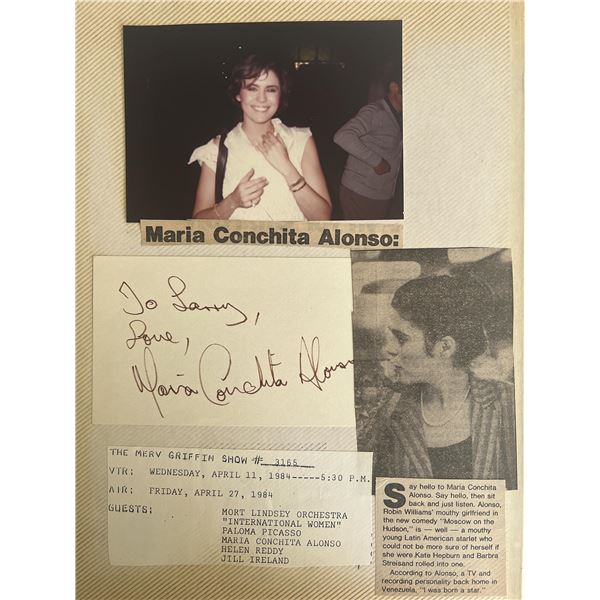 Maria Conchita Alonso:
To Larry,
Love,
Maria Conchita Alonso
THE MERV GRIFFIN SHOW # 3165
VTR: WEDNESDAY, APRIL 11, 1984-----5:30 P.M.
AIR: FRIDAY, APRIL 27, 1984
GUESTS: MORT LINDSEY ORCHESTRA
"INTERNATIONAL WOMEN"
PALOMA PICASSO
MARIA CONCHITA ALONSO
HELEN REDDY
JILL IRELAND
Say hello to Maria Conchita
Alonso. Say hello, then sit
back and just listen. Alonso,
Robin Williams' mouthy girlfriend in
the new comedy "Moscow on the
Hudson," is — well — a mouthy
young Latin American starlet who
could not be more sure of herself if
she were Kate Hepburn and Barbra
Streisand rolled into one.
According to Alonso, a TV and
recording personality back home in
Venezuela, "I was born a star."